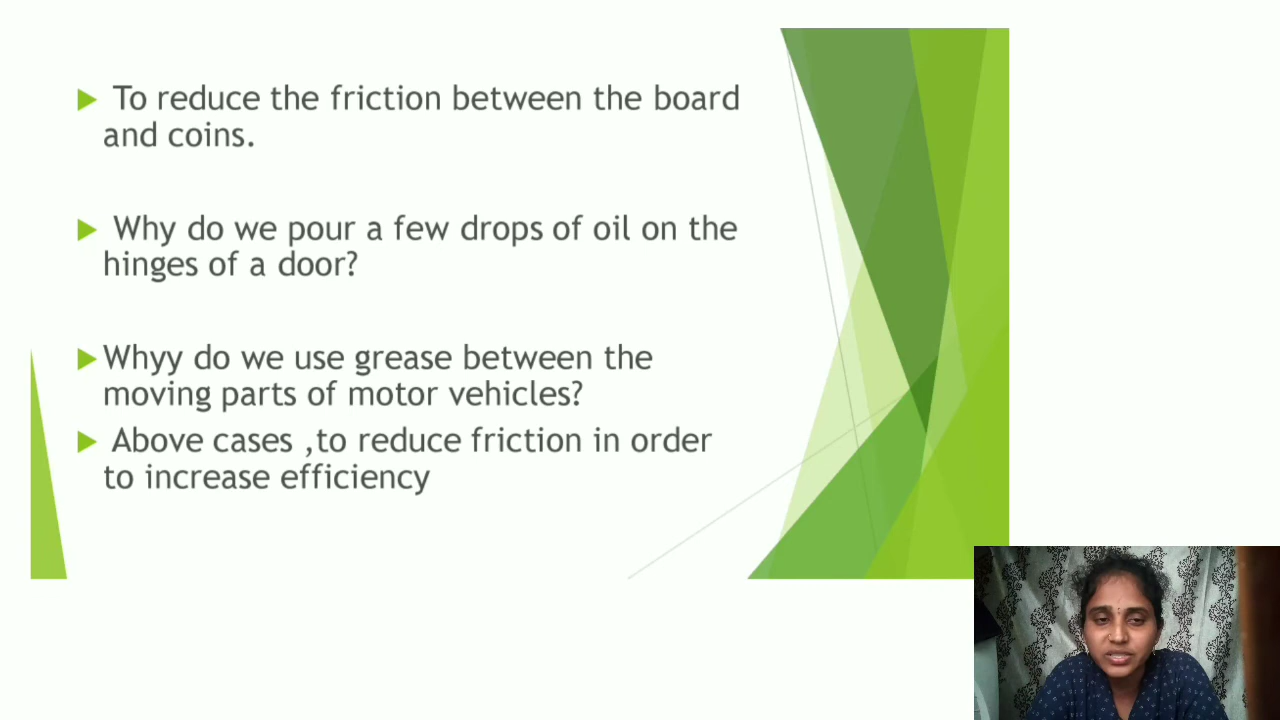 To reduce the friction between the board
and coins.
Why do we pour a few drops of oil on the
hinges of a door?
Whyy do we use grease between the
moving parts of motor vehicles?
Above cases ,to reduce friction in order
to increase efficiency